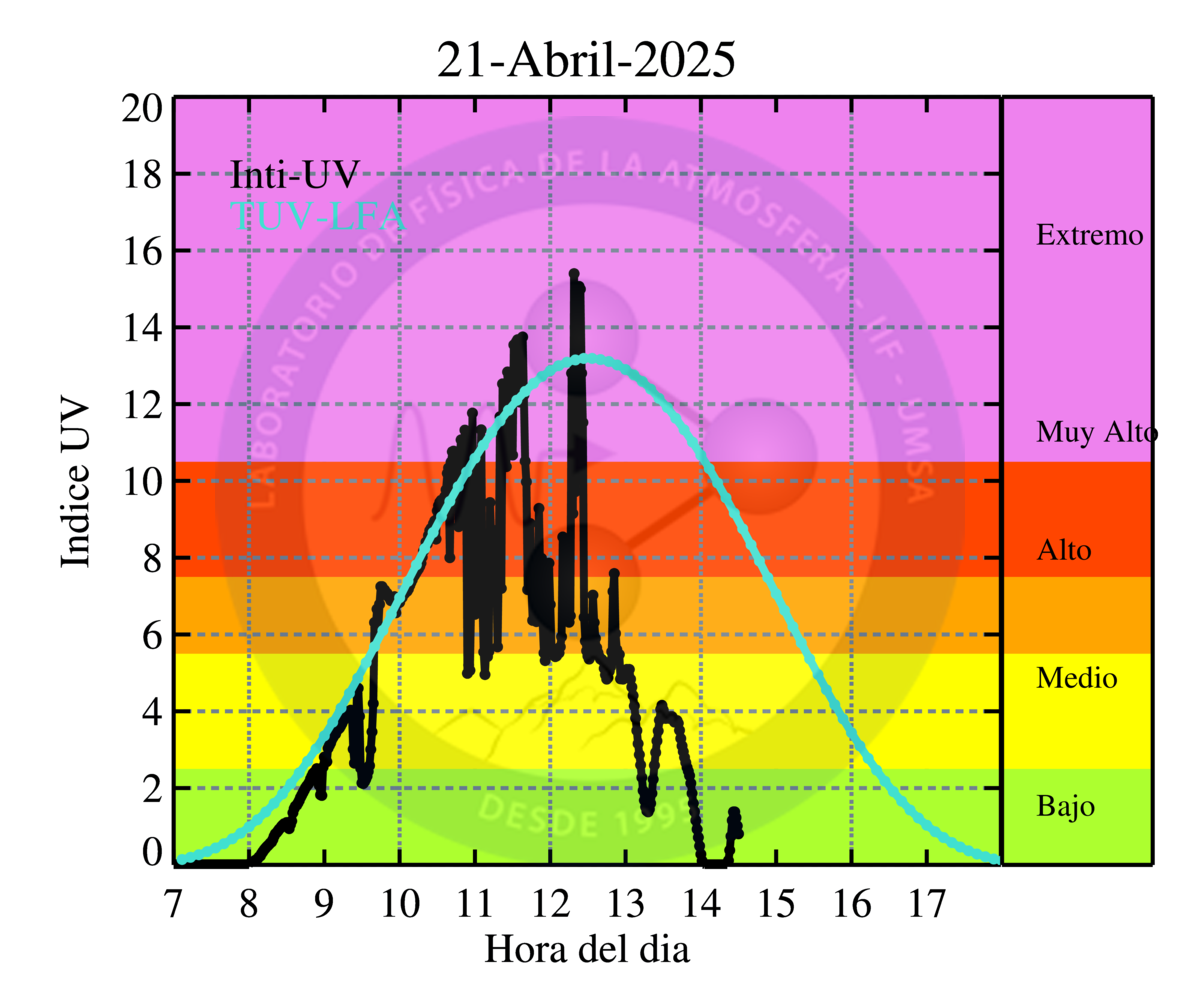 21-Abril-2025
20
18
16
14
12
10
8
6
4
2
0
Indice UV
Inti-UV
TUV-LFA
LABORATORIO DE FÍSICA DE LA ATMÓSFERA - IIF - UMSA
DESDE 1995
Extremo
Muy Alto
Alto
Medio
Bajo
7 8 9 10 11 12 13 14 15 16 17
Hora del dia